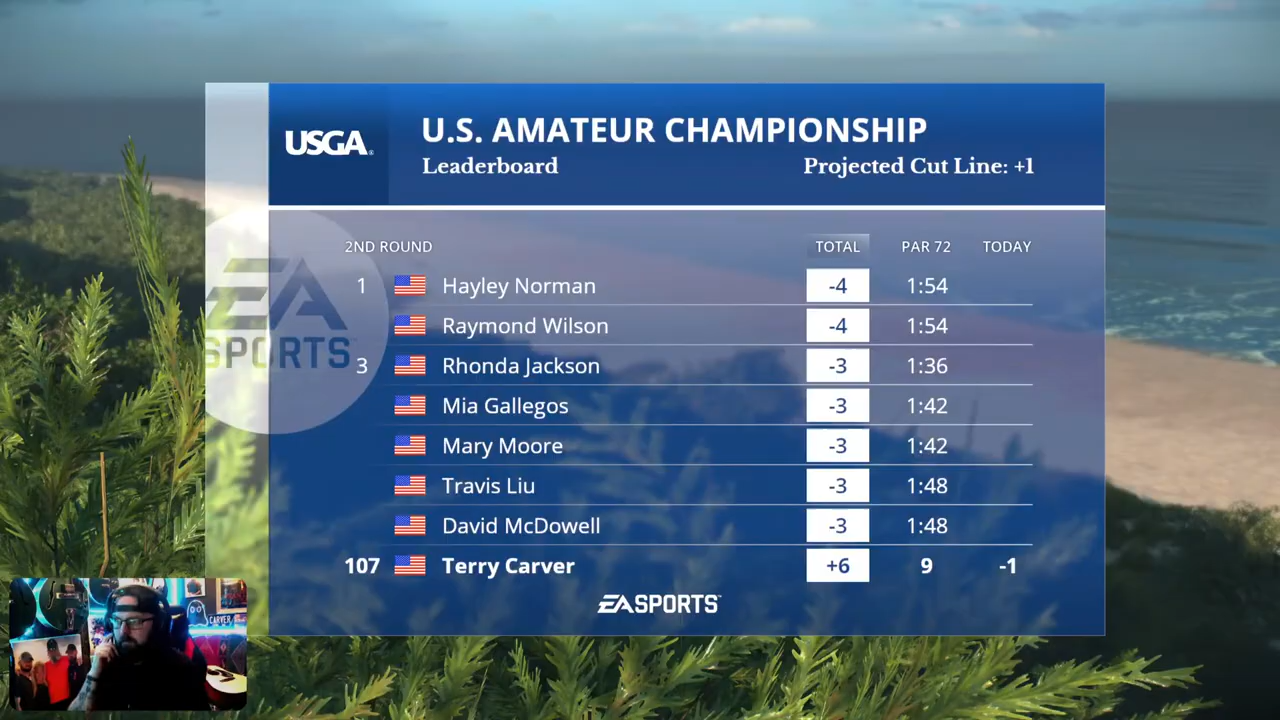 USGA.
U.S. AMATEUR CHAMPIONSHIP
Leaderboard
Projected Cut Line: +1
2ND ROUND TOTAL PAR 72 TODAY
1 Hayley Norman -4 1:54
Raymond Wilson -4 1:54
3 Rhonda Jackson -3 1:36
Mia Gallegos -3 1:42
Mary Moore -3 1:42
Travis Liu -3 1:48
David McDowell -3 1:48
107 Terry Carver +6 9 -1
EA SPORTS™
EA
SPORTS
CARVER